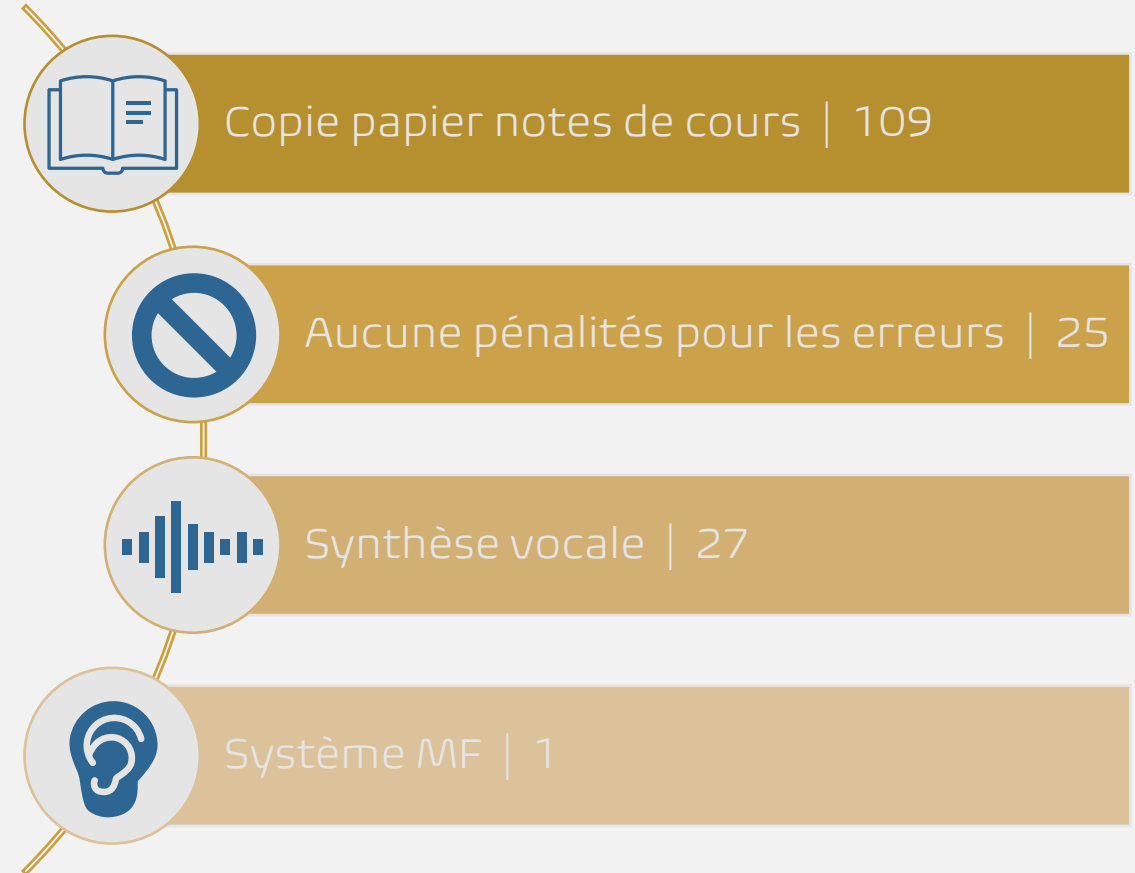 Copie papier notes de cours | 109
Aucune pénalités pour les erreurs | 25
Synthèse vocale | 27
Système MF | 1